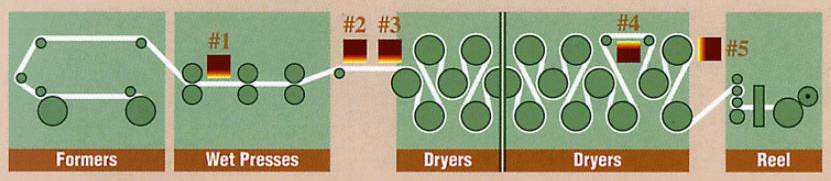 #1
#2
#3
#4
#5
Formers
Wet Presses
Dryers
Dryers
Reel